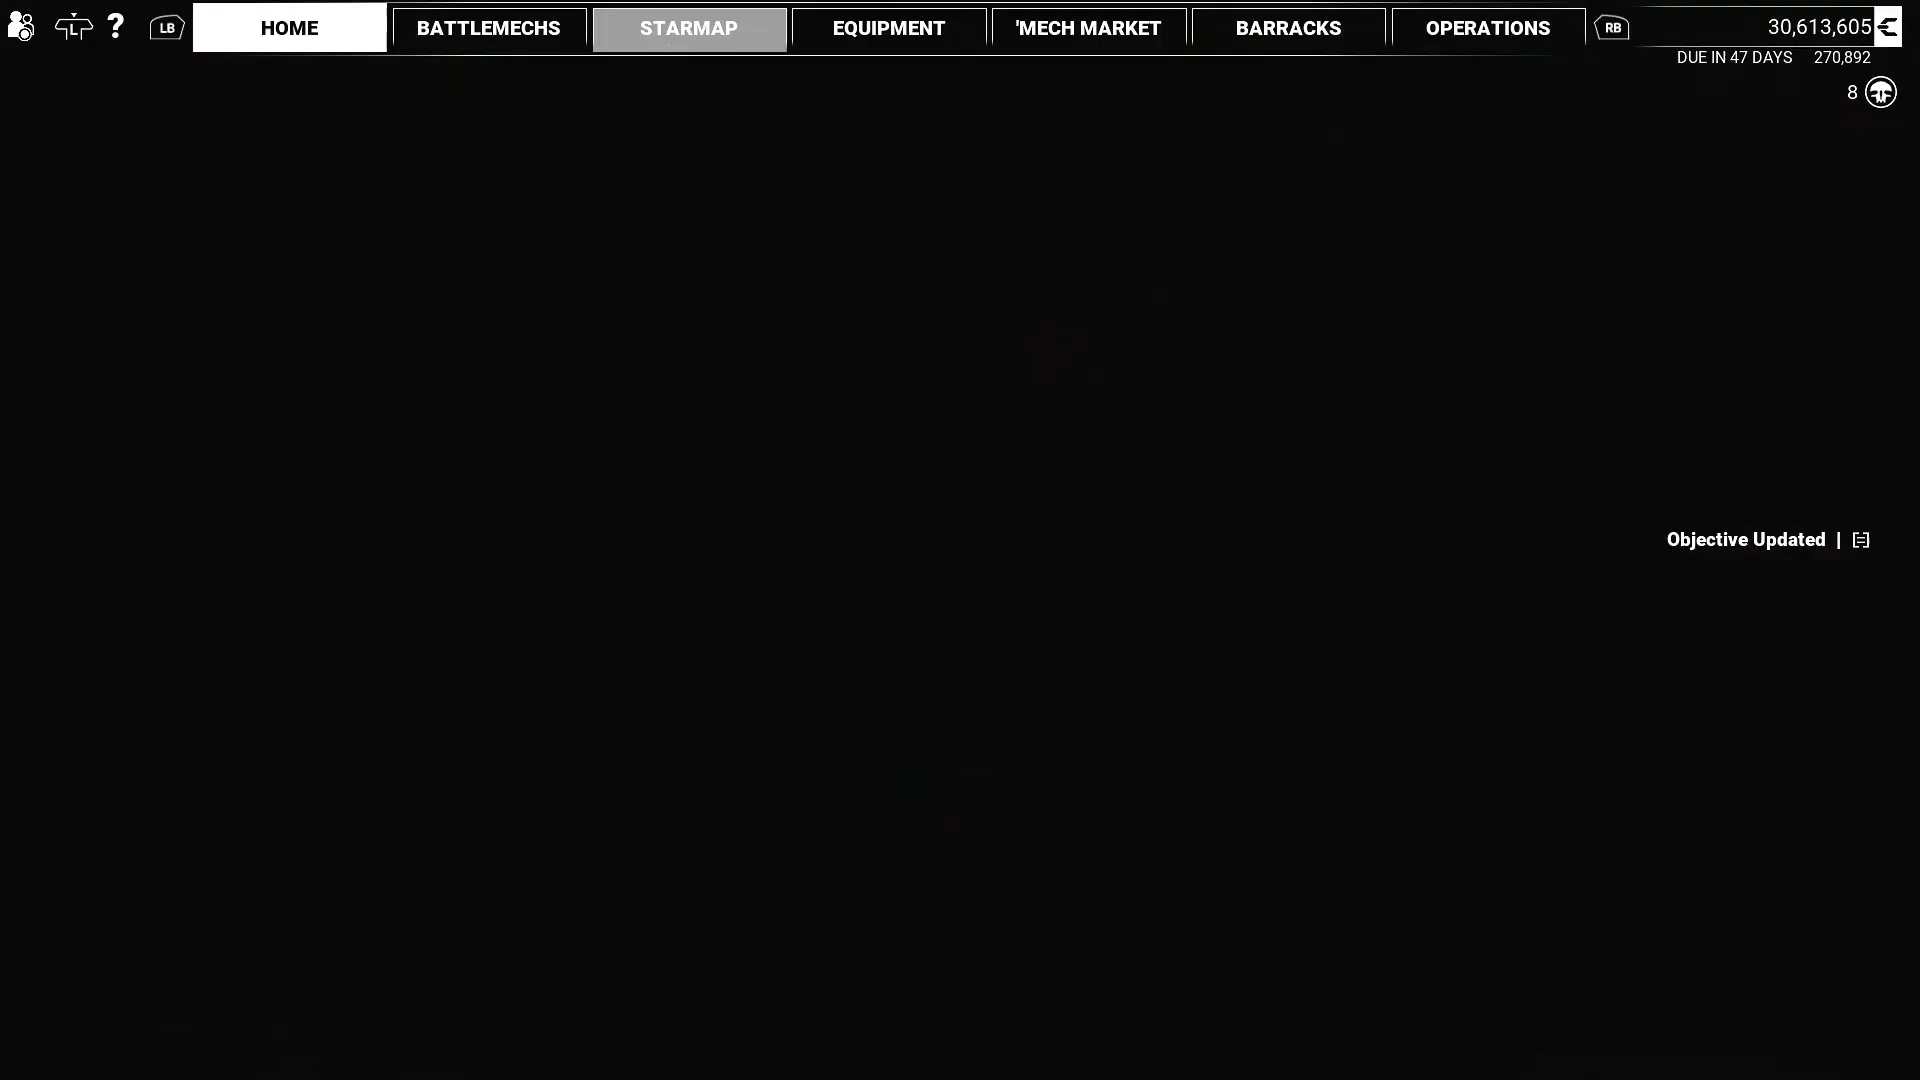 L ? LB HOME BATTLEMECHS STARMAP EQUIPMENT 'MECH MARKET BARRACKS OPERATIONS RB 30,613,605
DUE IN 47 DAYS 270,892
8
Objective Updated |